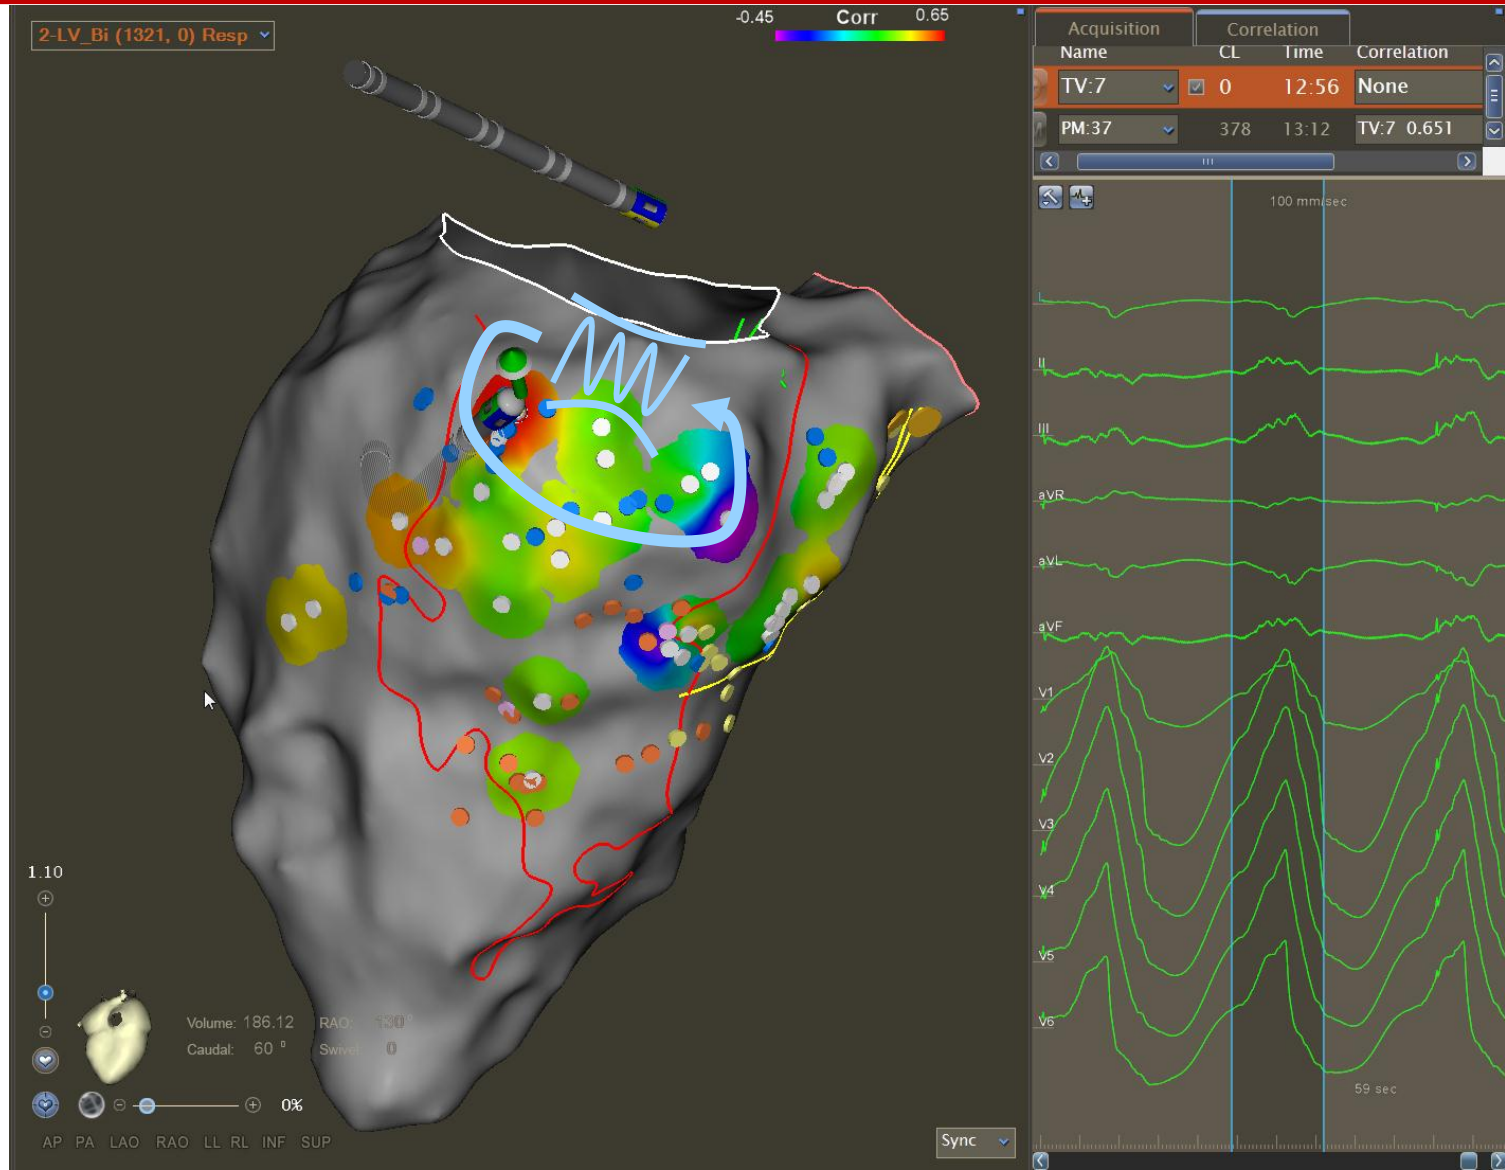 2-LV_Bi (1321, 0) Resp
-0.45 Corr 0.65
Acquisition Correlation
Name CL Time Correlation
TV:7 0 12:56 None
PM:37 378 13:12 TV:7 0.651
100 mm/sec
I
II
III
aVR
aVL
aVF
V1
V2
V3
V4
V5
V6
59 sec
1.10
Volume: 186.12 RAO: 180°
Caudal: 60 ° Swivel 0
0%
AP PA LAO RAO LL RL INF SUP
Sync